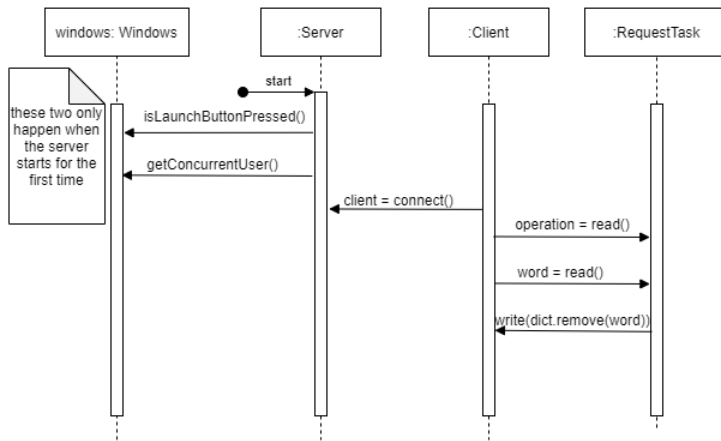 windows: Windows
:Server
:Client
:RequestTask
start
these two only
happen when
the server
starts for the
first time
isLaunchButtonPressed()
getConcurrentUser()
client = connect()
operation = read()
word = read()
write(dict.remove(word))